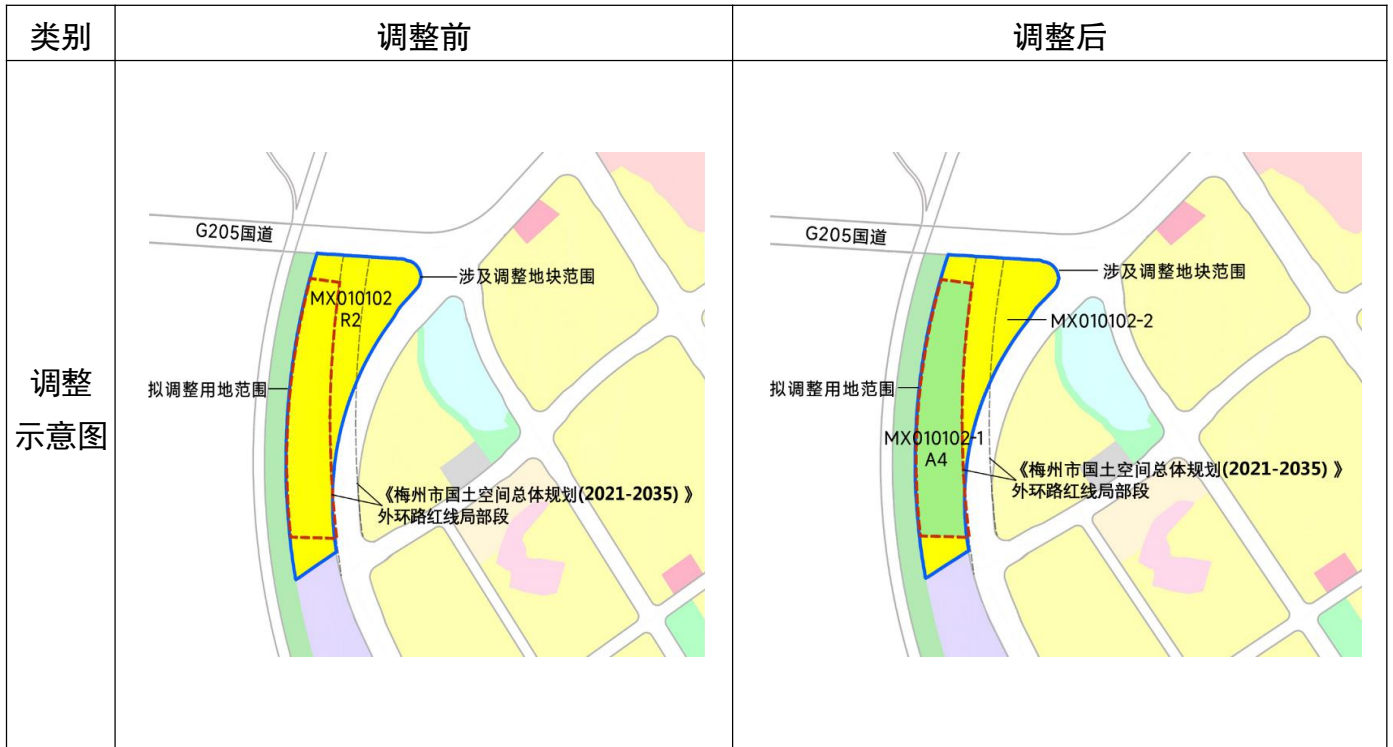 类别
调整前
调整后
调整
示意图
G205国道
涉及调整地块范围
MX010102
R2
拟调整用地范围
《梅州市国土空间总体规划(2021-2035)》
外环路红线局部段
G205国道
涉及调整地块范围
MX010102-2
拟调整用地范围
MX010102-1
A4
《梅州市国土空间总体规划(2021-2035)》
外环路红线局部段